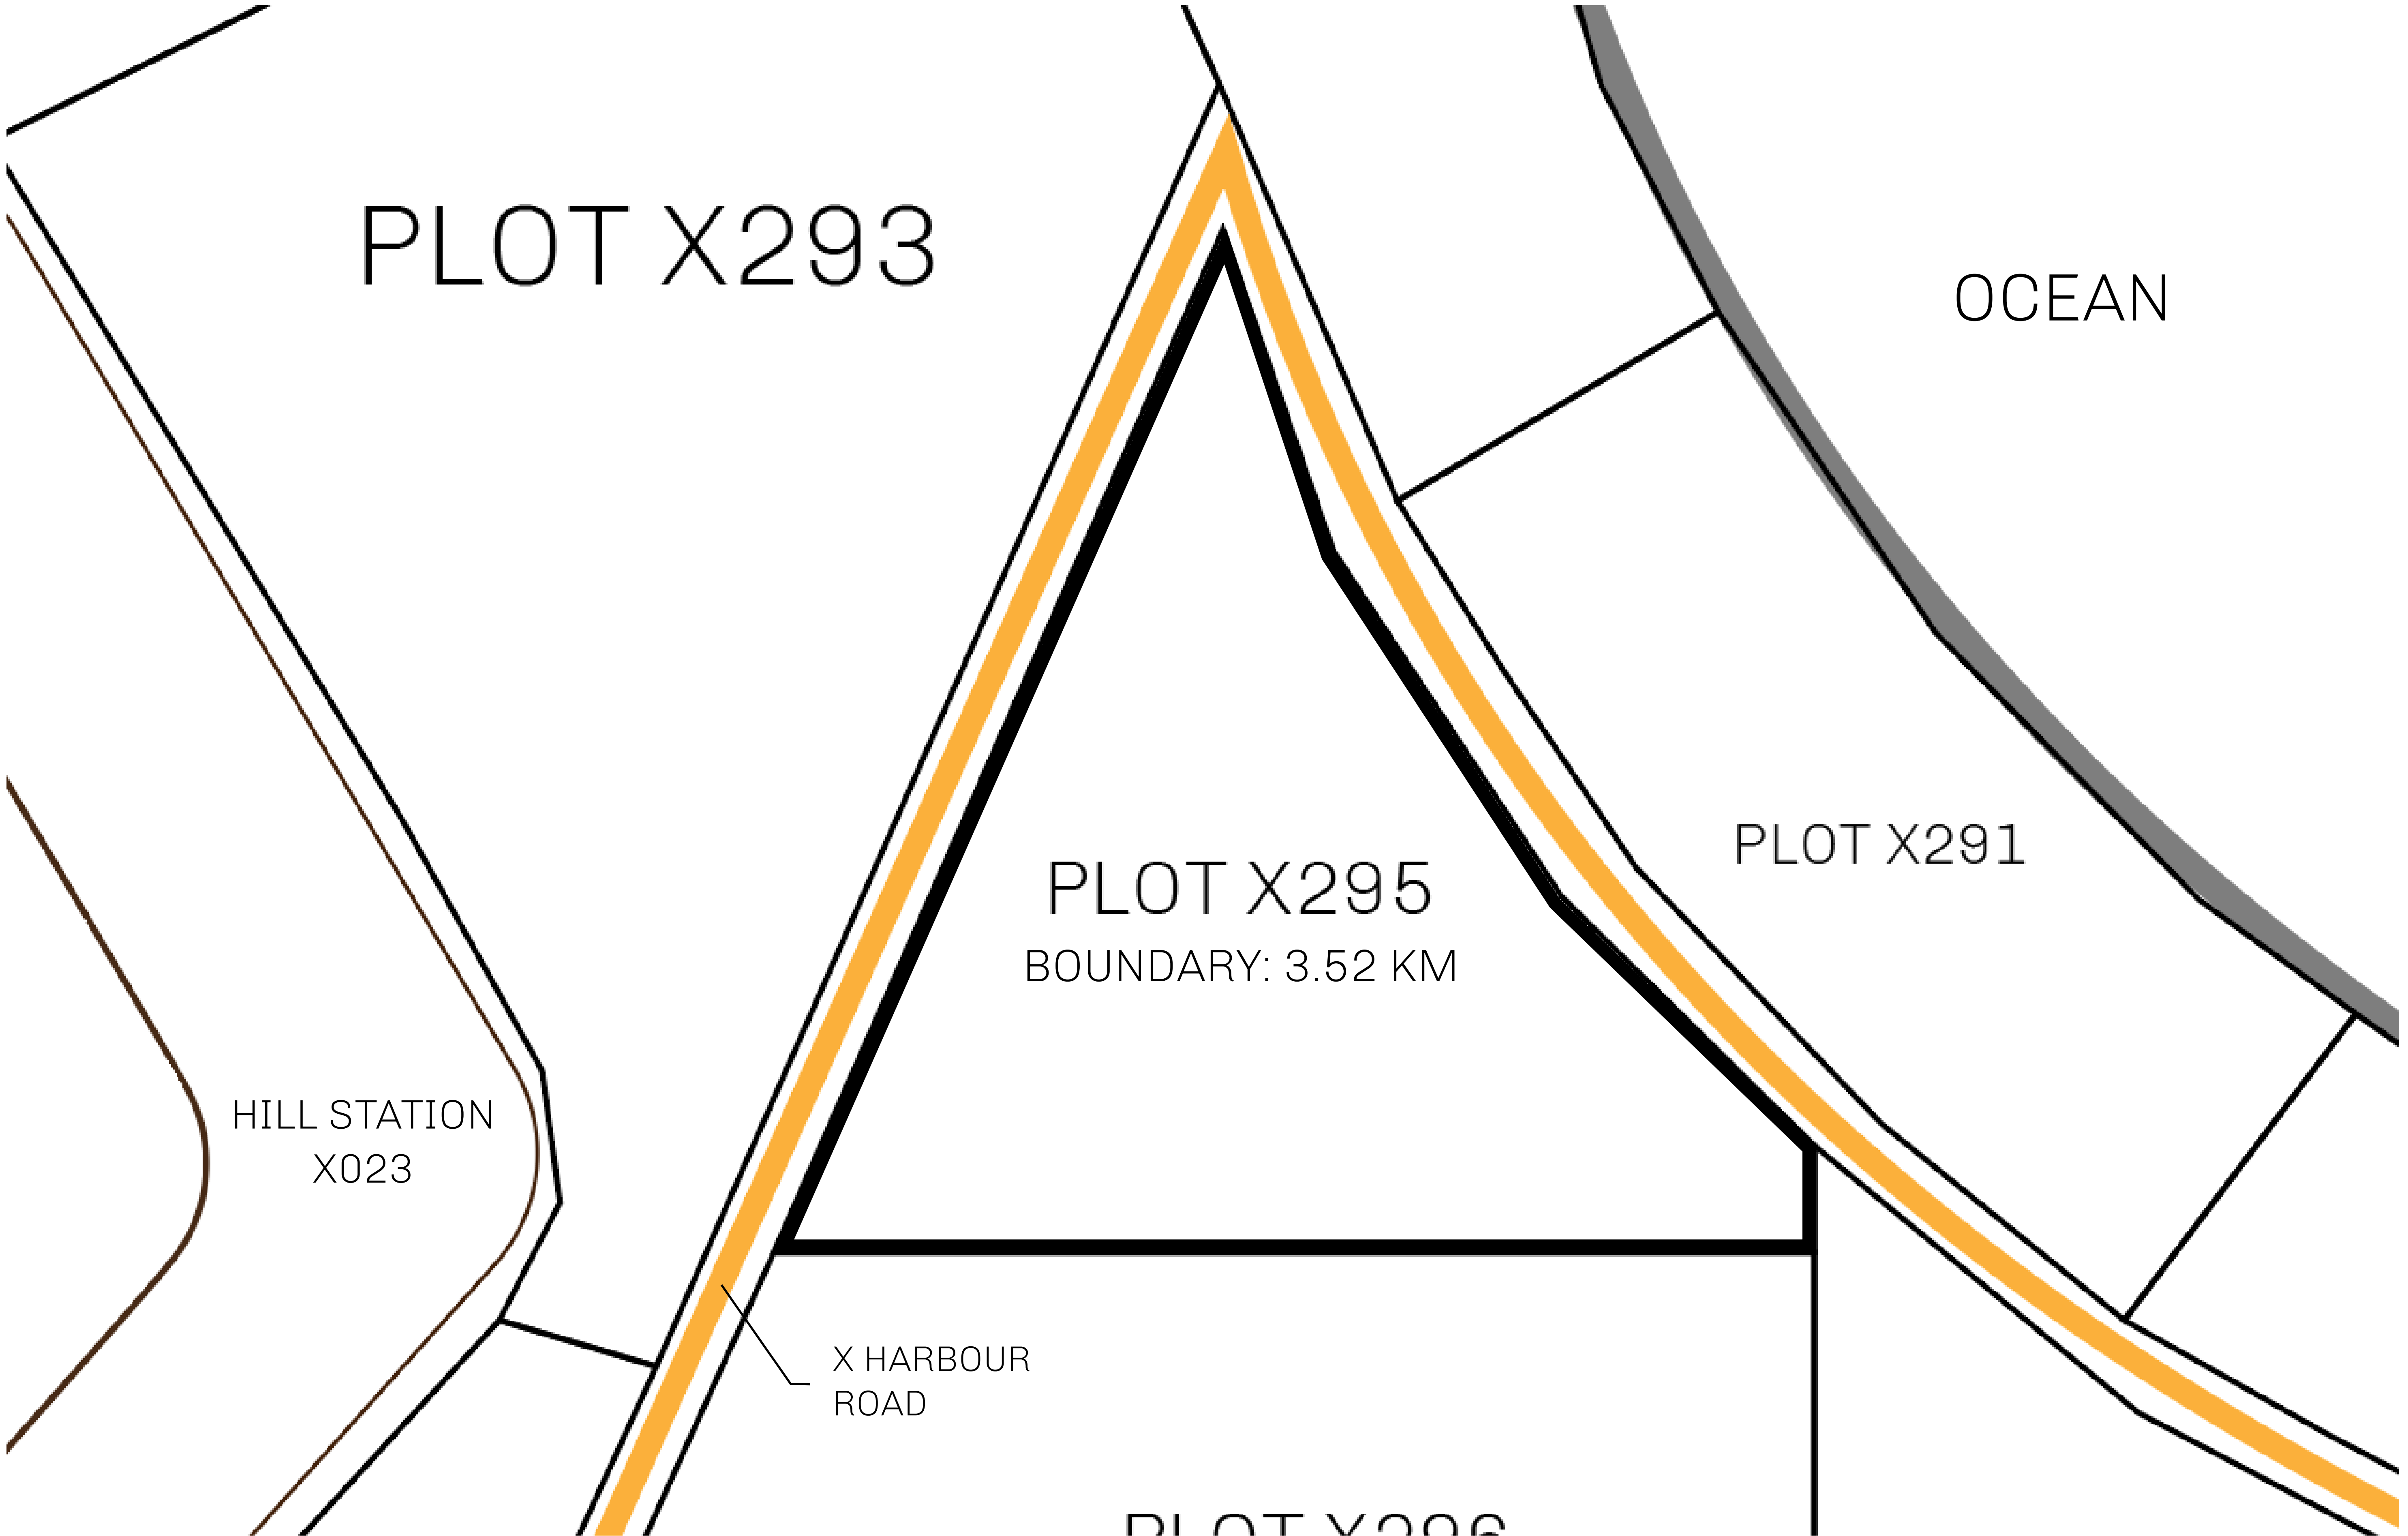 PLOT X293
OCEAN
PLOT X291
PLOT X295
BOUNDARY: 3.52 KM
HILL STATION
X023
X HARBOUR
ROAD